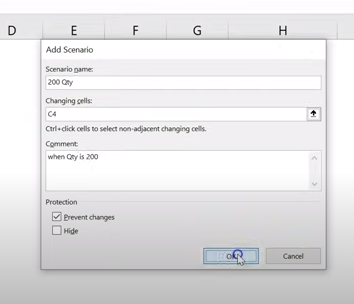 D E F G H
Add Scenario
Scenario name:
200 Qty
Changing cells:
C4
Ctrl+click cells to select non-adjacent changing cells.
Comment:
when Qty is 200
Protection
Prevent changes
Hide
Cancel